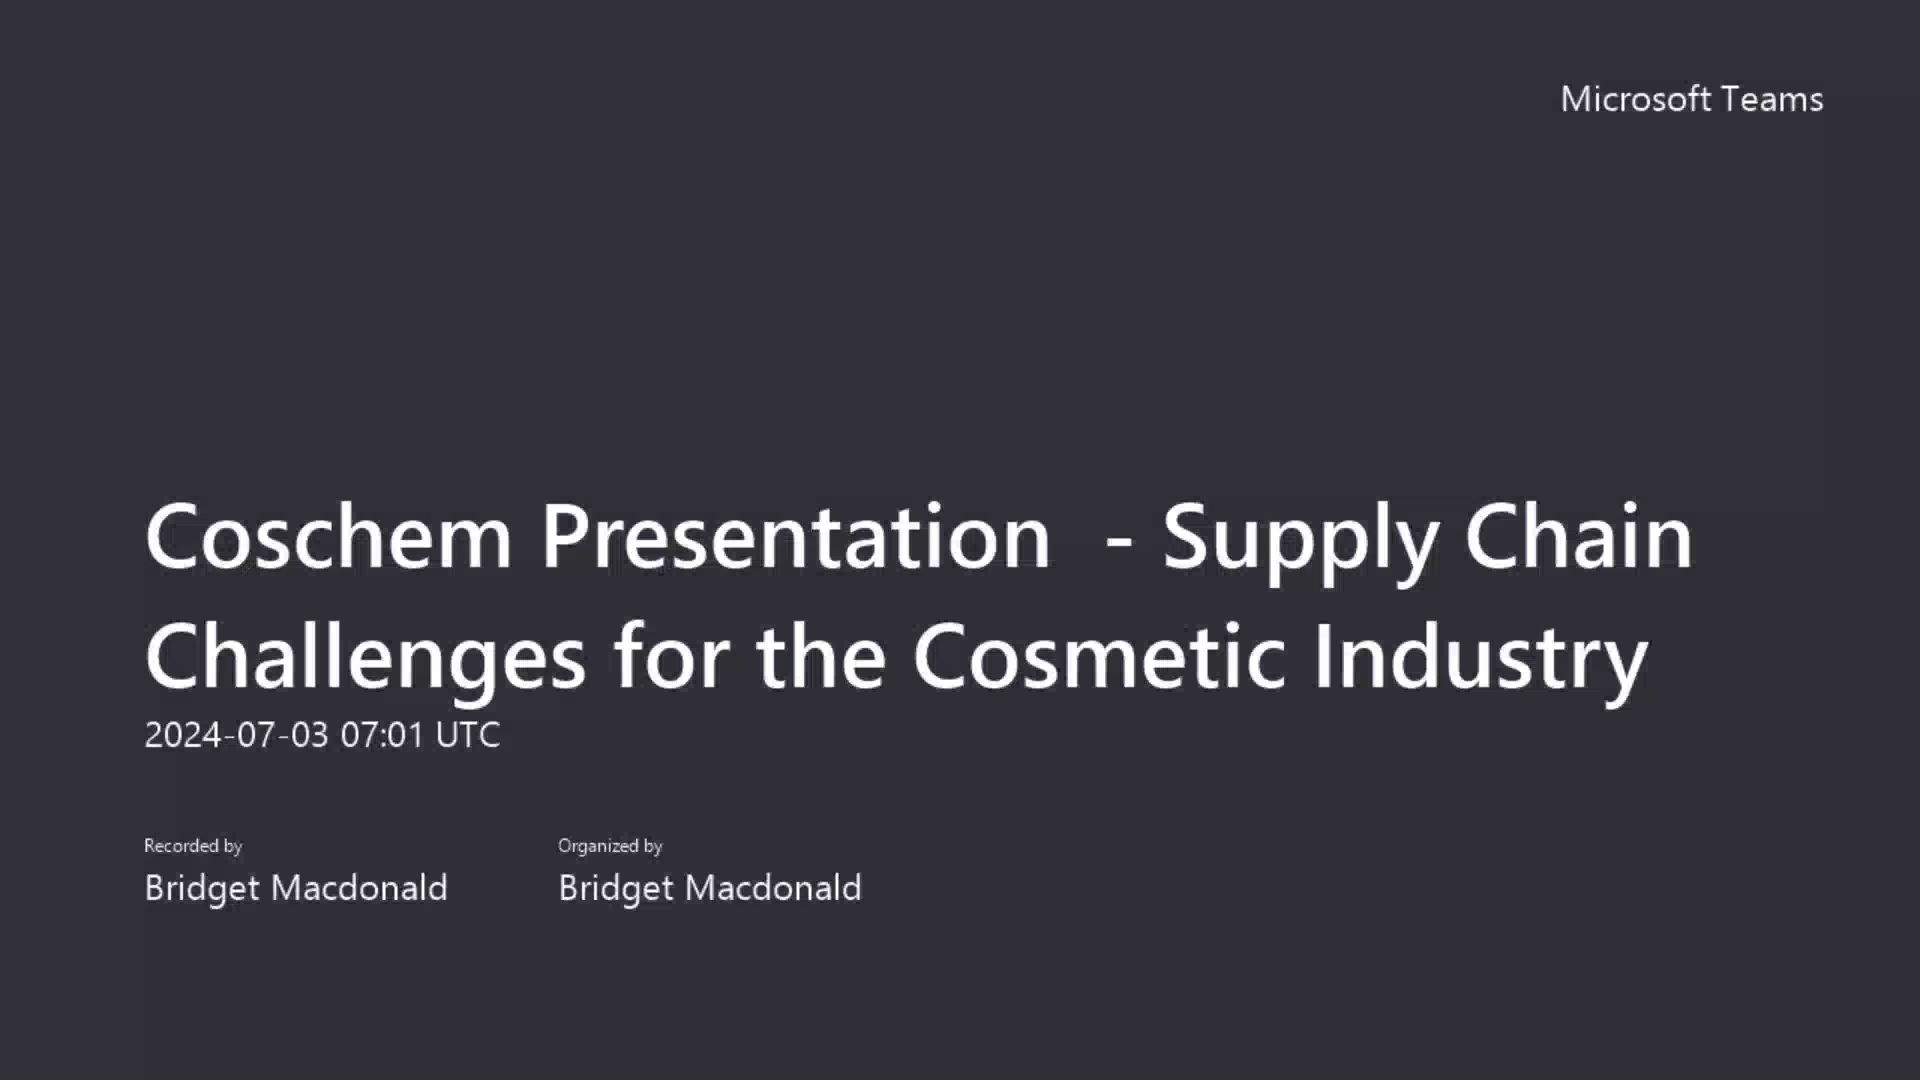 Microsoft Teams
Coschem Presentation  - Supply Chain
Challenges for the Cosmetic Industry
2024-07-03 07:01 UTC
Recorded by
Bridget Macdonald
Organized by
Bridget Macdonald